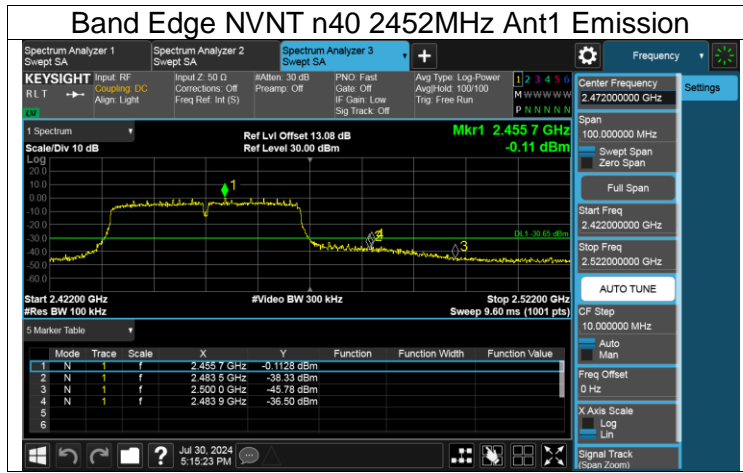 Band Edge NVNT n40 2452MHz Ant1 Emission
Spectrum Analyzer 1
Swept SA
Spectrum Analyzer 2
Swept SA
Spectrum Analyzer 3
Swept SA
+
Frequency
KEYSIGHT
RLT
LXI
Input: RF
Coupling: DC
Align: Light
Input Z: 50 Ω
Corrections: Off
Freq Ref: Int (S)
#Atten: 30 dB
Preamp: Off
PNO: Fast
Gate: Off
IF Gain: Low
Sig Track: Off
Avg Type: Log-Power
Avg|Hold: 100/100
Trig: Free Run
1 2 3 4 5 6
M W W W W W
P N N N N N
1 Spectrum
Scale/Div 10 dB
Ref Lvl Offset 13.08 dB
Ref Level 30.00 dBm
Mkr1 2.455 7 GHz
-0.11 dBm
Log
20.0
10.0
0.00
-10.0
-20.0
-30.0
-40.0
-50.0
-60.0
1
3
DL1 -30.65 dBm
Start 2.42200 GHz
#Res BW 100 kHz
#Video BW 300 kHz
Stop 2.52200 GHz
Sweep 9.60 ms (1001 pts)
5 Marker Table
Mode Trace Scale X Y Function Function Width Function Value
1 N 1 f 2.455 7 GHz -0.1128 dBm
2 N 1 f 2.483 5 GHz -38.33 dBm
3 N 1 f 2.500 0 GHz -45.78 dBm
4 N 1 f 2.483 9 GHz -36.50 dBm
5
6
Jul 30, 2024
5:15:23 PM
?
Settings
Center Frequency
2.472000000 GHz
Span
100.000000 MHz
Swept Span
Zero Span
Full Span
Start Freq
2.422000000 GHz
Stop Freq
2.522000000 GHz
AUTO TUNE
CF Step
10.000000 MHz
Auto
Man
Freq Offset
0 Hz
X Axis Scale
Log
Lin
Signal Track
(Span Zoom)